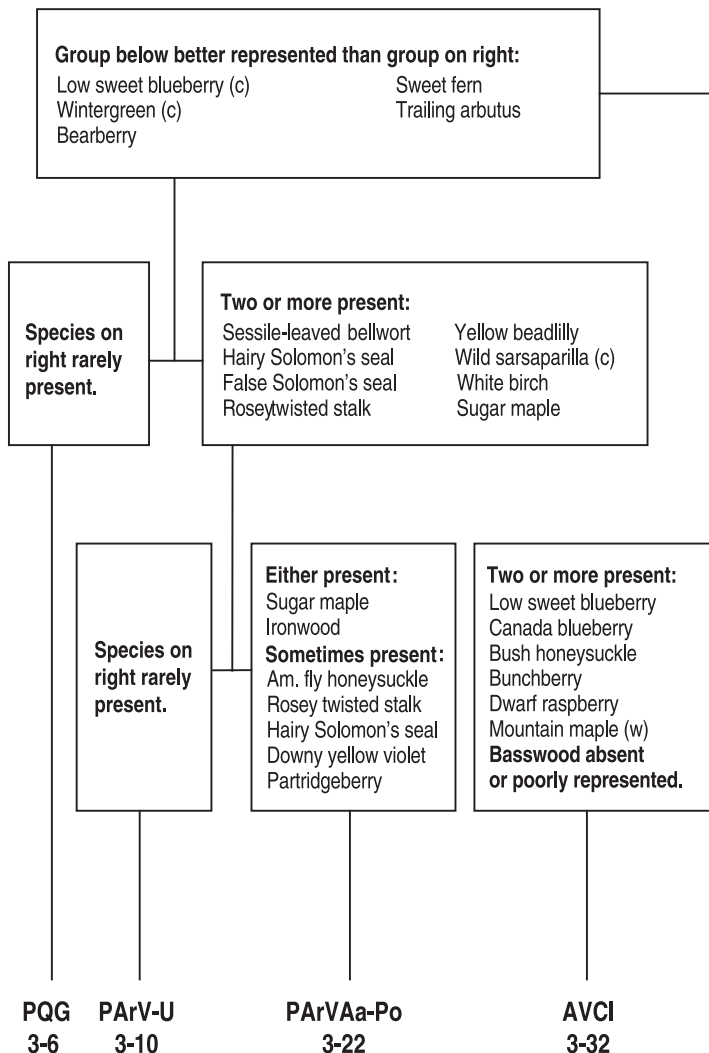 Group below better represented than group on right:
Low sweet blueberry (c)
Wintergreen (c)
Bearberry
Sweet fern
Trailing arbutus
Species on
right rarely
present.
Two or more present:
Sessile-leaved bellwort
Hairy Solomon's seal
False Solomon's seal
Roseytwisted stalk
Yellow beadlilly
Wild sarsaparilla (c)
White birch
Sugar maple
Species on
right rarely
present.
Either present:
Sugar maple
Ironwood
Sometimes present:
Am. fly honeysuckle
Rosey twisted stalk
Hairy Solomon's seal
Downy yellow violet
Partridgeberry
Two or more present:
Low sweet blueberry
Canada blueberry
Bush honeysuckle
Bunchberry
Dwarf raspberry
Mountain maple (w)
Basswood absent
or poorly represented.
PQG
3-6
PArV-U
3-10
PArVAa-Po
3-22
AVCl
3-32